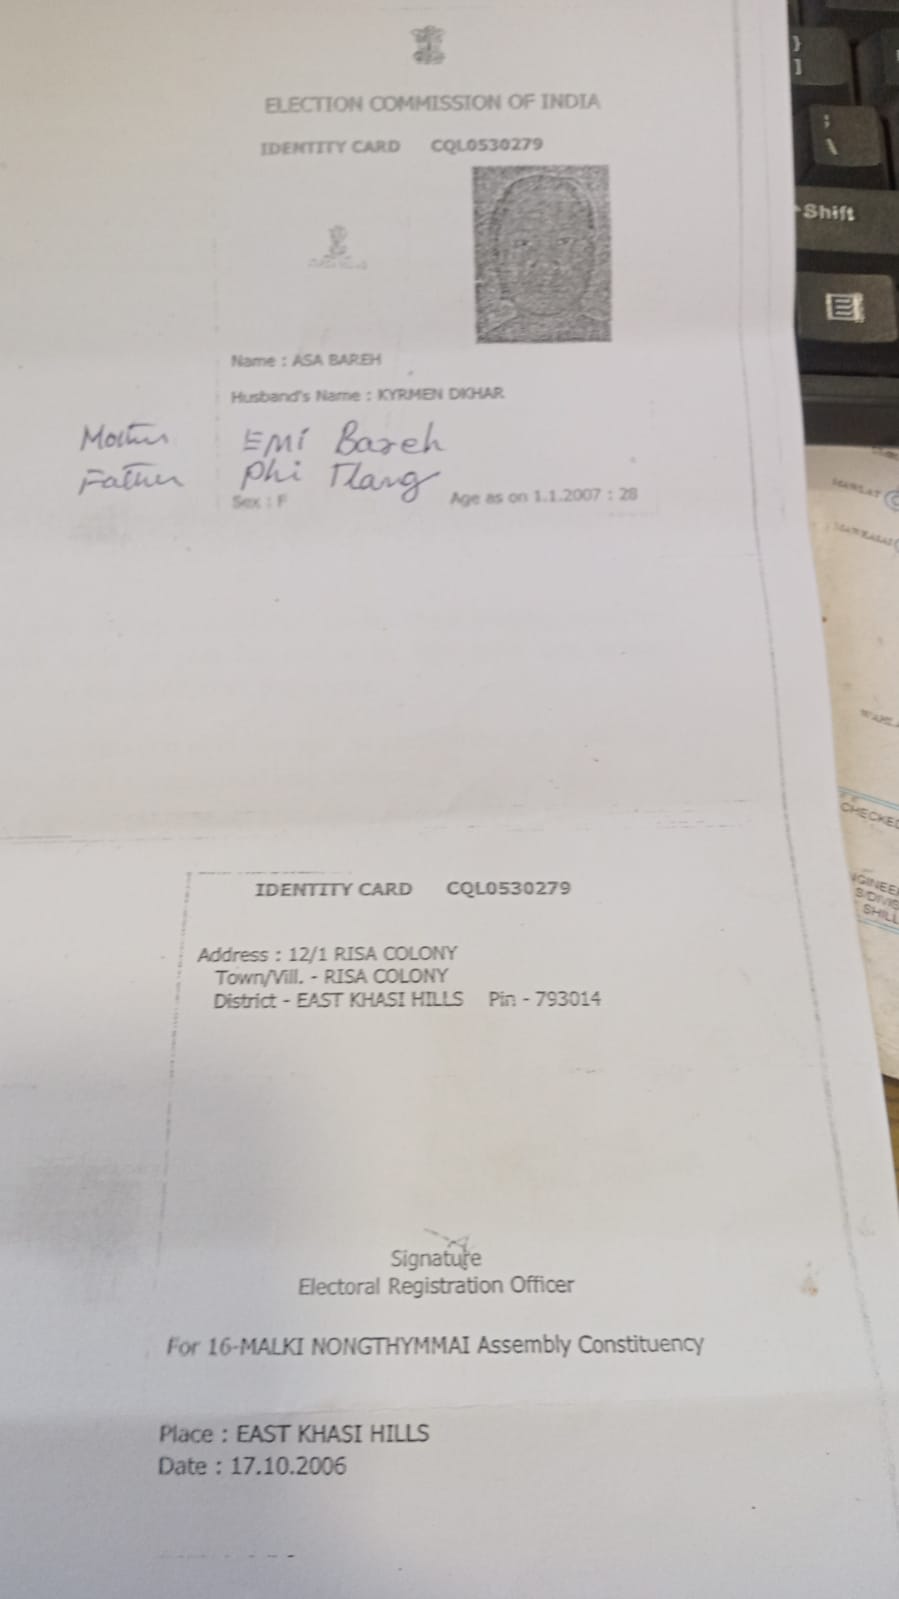 ELECTION COMMISSION OF INDIA
IDENTITY CARD CQL0530279
Name : ASA BAREH
Husband's Name : KYRMEN DKHAR
Mother Emi Bareh
Father Phi Tlang
Sex : F Age as on 1.1.2007 : 28
IDENTITY CARD CQL0530279
Address : 12/1 RISA COLONY
Town/Vill. - RISA COLONY
District - EAST KHASI HILLS Pin - 793014
Signature
Electoral Registration Officer
For 16-MALKI NONGTHYMMAI Assembly Constituency
Place : EAST KHASI HILLS
Date : 17.10.2006
}
]
;
\
Shift
CHECKED